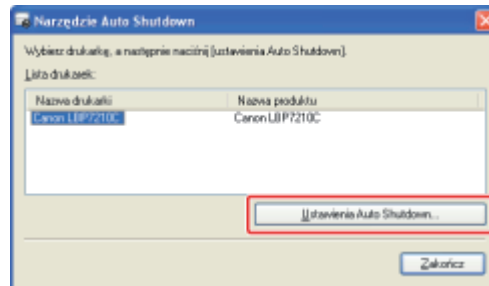 Narzędzie Auto Shutdown
Wybierz drukarkę, a następnie naciśnij [ustawienia Auto Shutdown].
Lista drukarek:
Nazwa drukarki Nazwa produktu
Canon LBP7210C Canon LBP7210C
Ustawienia Auto Shutdown...
Zakończ